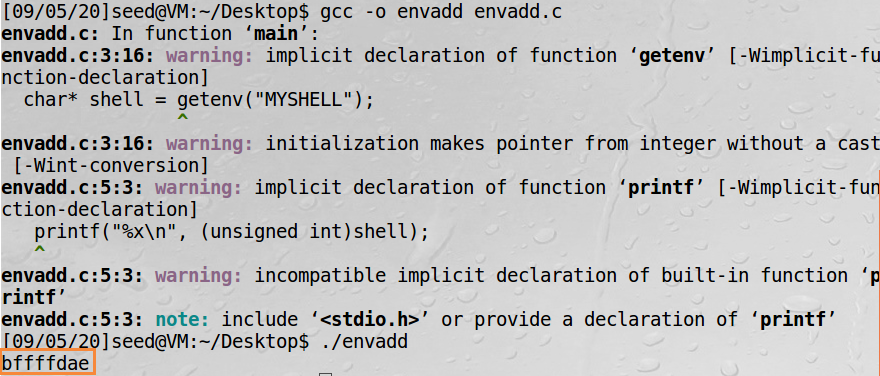 [09/05/20]seed@VM:~/Desktop$ gcc -o envadd envadd.c
envadd.c: In function ‘main’:
envadd.c:3:16: warning: implicit declaration of function ‘getenv’ [-Wimplicit-fu
nction-declaration]
   char* shell = getenv("MYSHELL");
                 ^
envadd.c:3:16: warning: initialization makes pointer from integer without a cast
 [-Wint-conversion]
envadd.c:5:3: warning: implicit declaration of function ‘printf’ [-Wimplicit-fun
ction-declaration]
   printf("%x\n", (unsigned int)shell);
   ^
envadd.c:5:3: warning: incompatible implicit declaration of built-in function ‘p
rintf’
envadd.c:5:3: note: include ‘<stdio.h>’ or provide a declaration of ‘printf’
[09/05/20]seed@VM:~/Desktop$ ./envadd
bffffdae